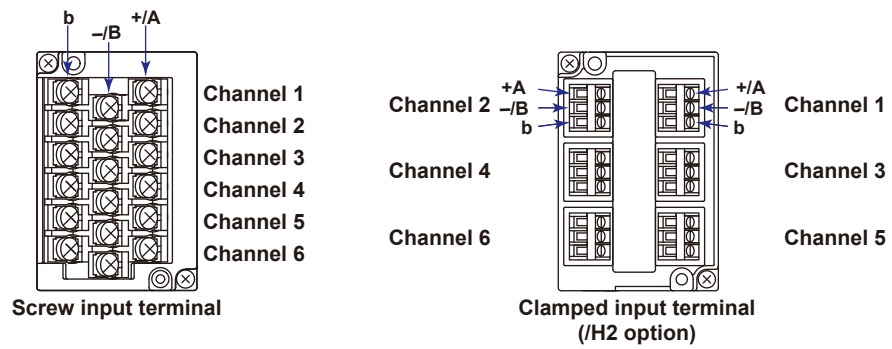 b
–/B
+/A
Channel 1
Channel 2
Channel 3
Channel 4
Channel 5
Channel 6
Screw input terminal
+A
–/B
b
Channel 2
Channel 4
Channel 6
+/A
–/B
b
Channel 1
Channel 3
Channel 5
Clamped input terminal
(/H2 option)